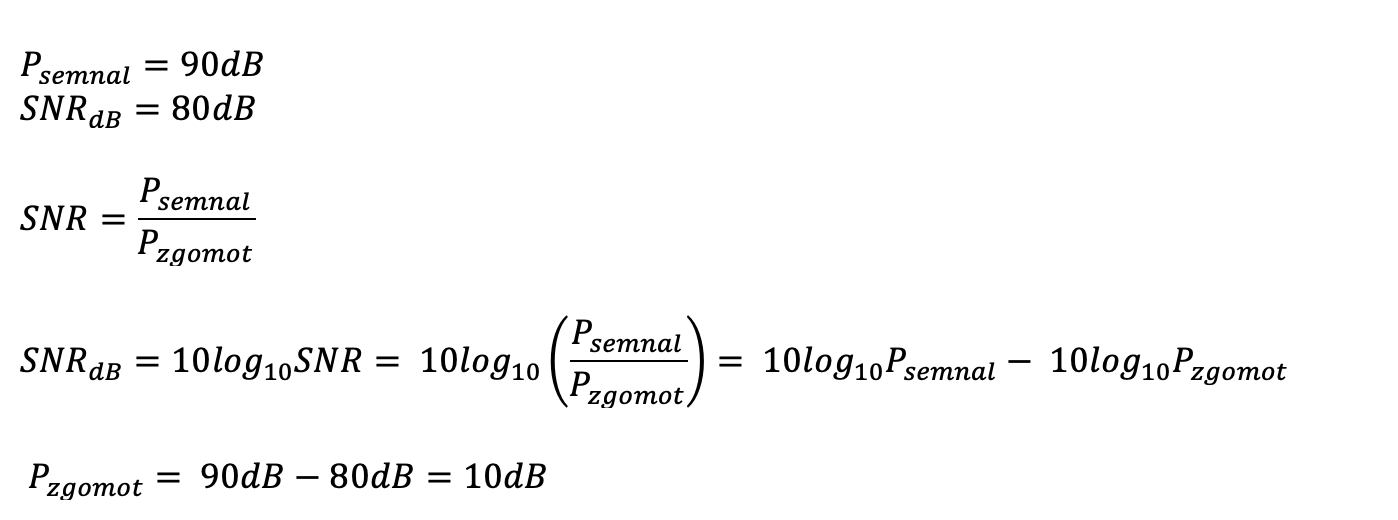 P_semnal = 90dB
SNR_dB = 80dB
SNR = P_semnal / P_zgomot
SNR_dB = 10log_10 SNR = 10log_10 (P_semnal / P_zgomot) = 10log_10 P_semnal − 10log_10 P_zgomot
P_zgomot = 90dB − 80dB = 10dB